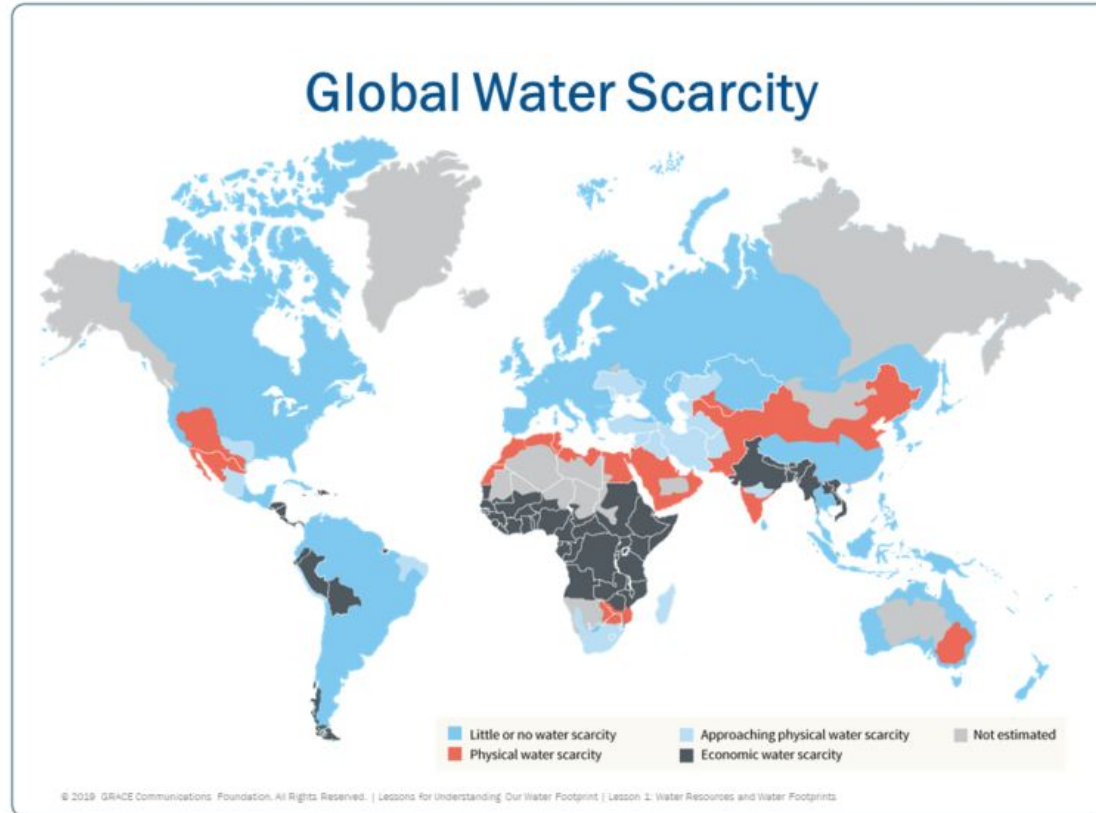 Global Water Scarcity
Little or no water scarcity
Approaching physical water scarcity
Not estimated
Physical water scarcity
Economic water scarcity
© 2019 GRACE Communications Foundation, All Rights Reserved. | Lessons for Understanding Our Water Footprint | Lesson 1: Water Resources and Water Footprints